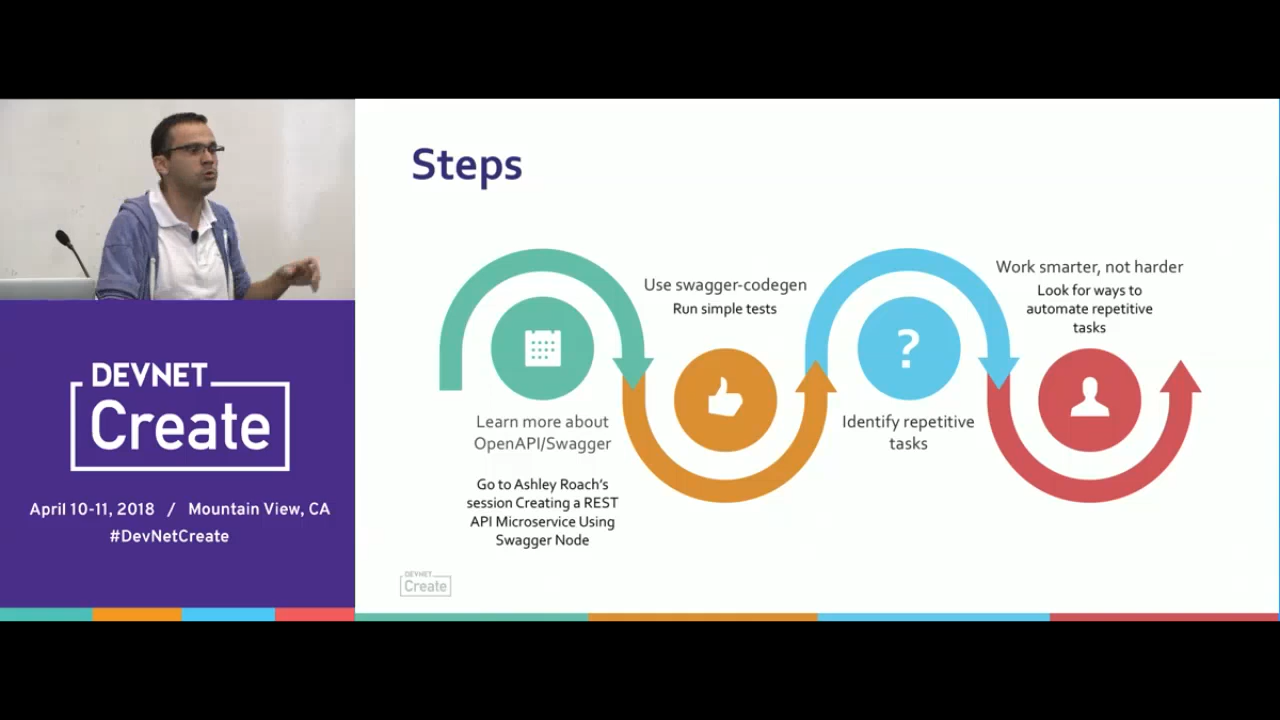 DEVNET
Create
April 10-11, 2018 / Mountain View, CA
#DevNetCreate
Steps
Learn more about
OpenAPI/Swagger
Go to Ashley Roach's
session Creating a REST
API Microservice Using
Swagger Node
Use swagger-codegen
Run simple tests
?
Identify repetitive
tasks
Work smarter, not harder
Look for ways to
automate repetitive
tasks
DEVNET
Create